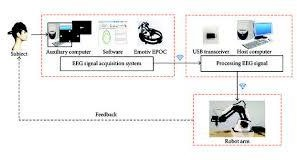 USB transceiver
Host computer
Auxiliary computer
Software
Emotiv EPOC
Subject
EEG signal acquisition system
Processing EEG signal
Feedback
Robot arm